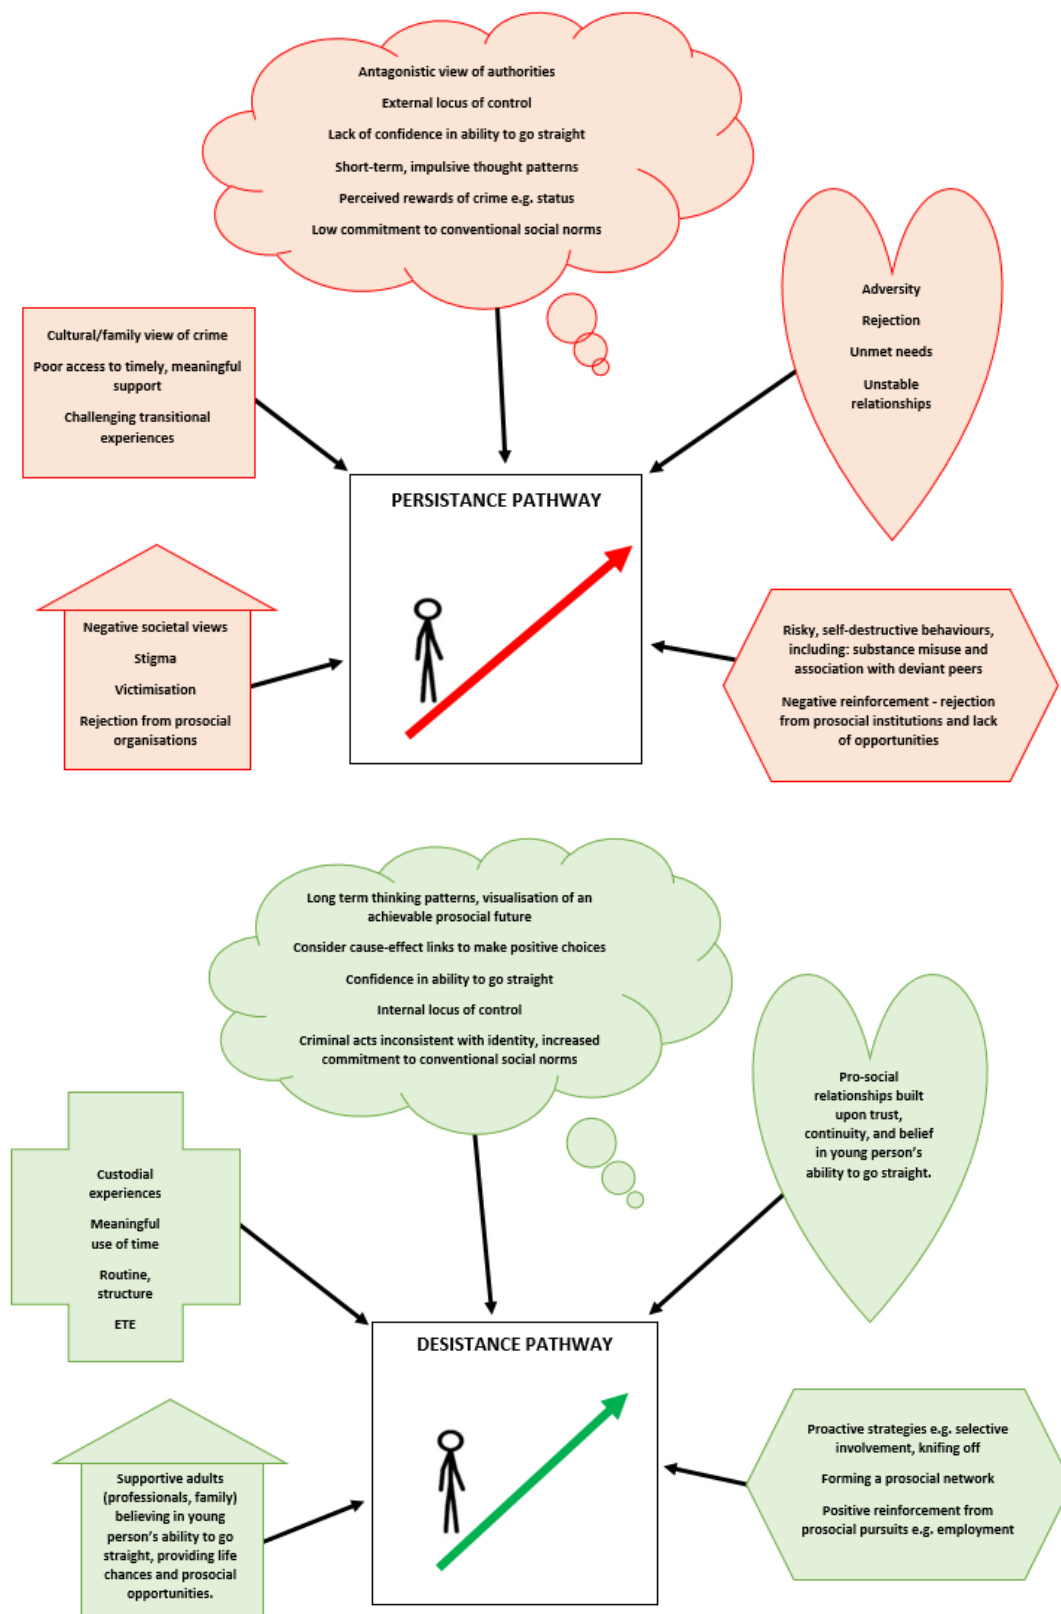 Antagonistic view of authorities
External locus of control
Lack of confidence in ability to go straight
Short-term, impulsive thought patterns
Perceived rewards of crime e.g. status
Low commitment to conventional social norms
Adversity
Rejection
Unmet needs
Unstable
relationships
Cultural/family view of crime
Poor access to timely, meaningful
support
Challenging transitional
experiences
PERSISTANCE PATHWAY
Negative societal views
Stigma
Victimisation
Rejection from prosocial
organisations
Risky, self-destructive behaviours,
including: substance misuse and
association with deviant peers
Negative reinforcement - rejection
from prosocial institutions and lack
of opportunities
Long term thinking patterns, visualisation of an
achievable prosocial future
Consider cause-effect links to make positive choices
Confidence in ability to go straight
Internal locus of control
Criminal acts inconsistent with identity, increased
commitment to conventional social norms
Pro-social
relationships built
upon trust,
continuity, and belief
in young person's
ability to go straight.
Custodial
experiences
Meaningful
use of time
Routine,
structure
ETE
DESISTANCE PATHWAY
Supportive adults
(professionals, family)
believing in young
person's ability to go
straight, providing life
chances and prosocial
opportunities.
Proactive strategies e.g. selective
involvement, knifing off
Forming a prosocial network
Positive reinforcement from
prosocial pursuits e.g. employment